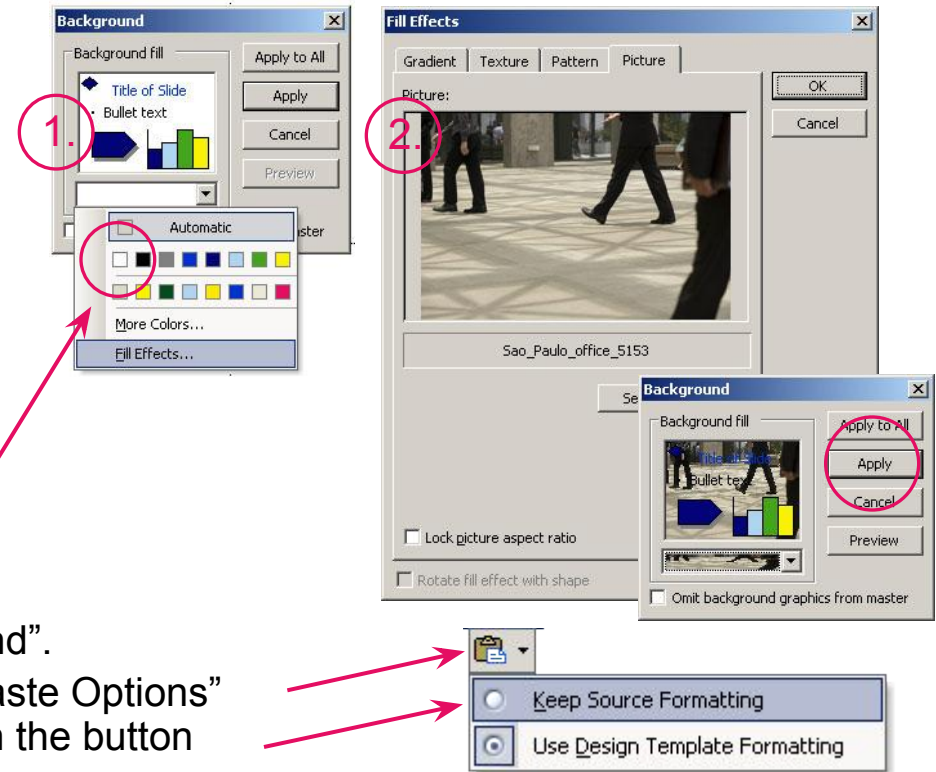 Background
Background fill
Title of Slide
Bullet text
Apply to All
Apply
Cancel
Preview
1.
ster
Automatic
More Colors...
Fill Effects...
Fill Effects
Gradient
Texture
Pattern
Picture
Picture:
OK
Cancel
2.
Sao_Paulo_office_5153
Se
Lock picture aspect ratio
Rotate fill effect with shape
Background
Background fill
Title of Slide
Bullet text
Apply to All
Apply
Cancel
Preview
Omit background graphics from master
nd”.
aste Options”
n the button
Keep Source Formatting
Use Design Template Formatting